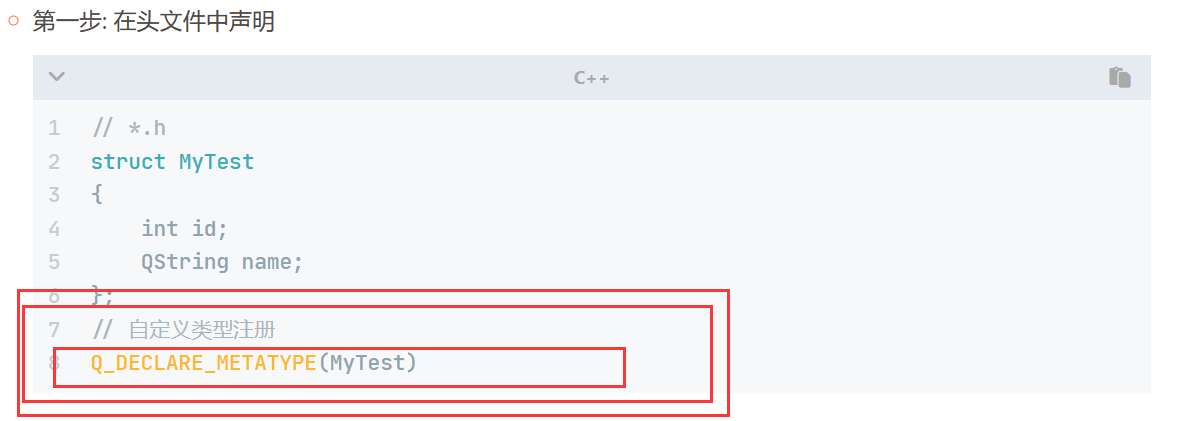 第一步: 在头文件中声明
C++
1 // *.h
2 struct MyTest
3 {
4     int id;
5     QString name;
6 };
7 // 自定义类型注册
8 Q_DECLARE_METATYPE(MyTest)